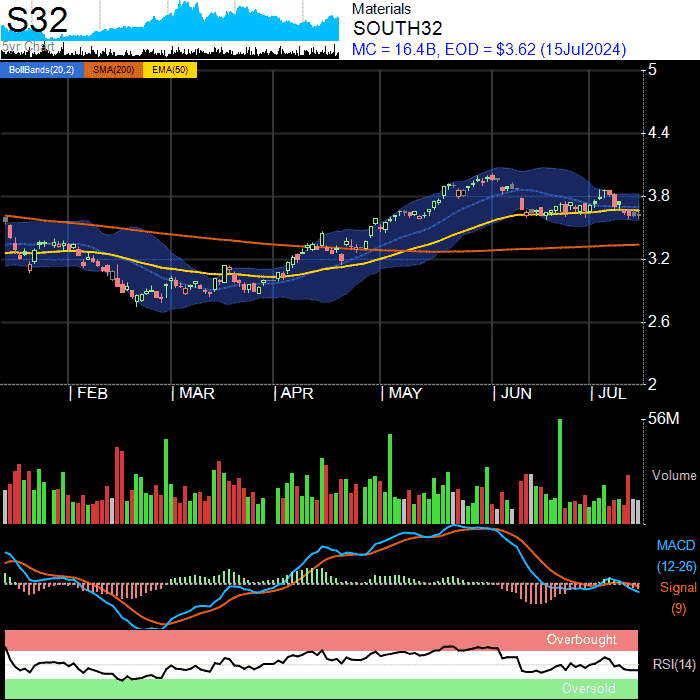 S32
5yr Chart
Materials
SOUTH32
MC = 16.4B, EOD = $3.62 (15Jul2024)
BollBands(20,2) SMA(200) EMA(50)
5
4.4
3.8
3.2
2.6
2
| FEB | MAR | APR | MAY | JUN | JUL
56M
Volume
MACD
(12-26)
Signal
(9)
Overbought
RSI(14)
Oversold